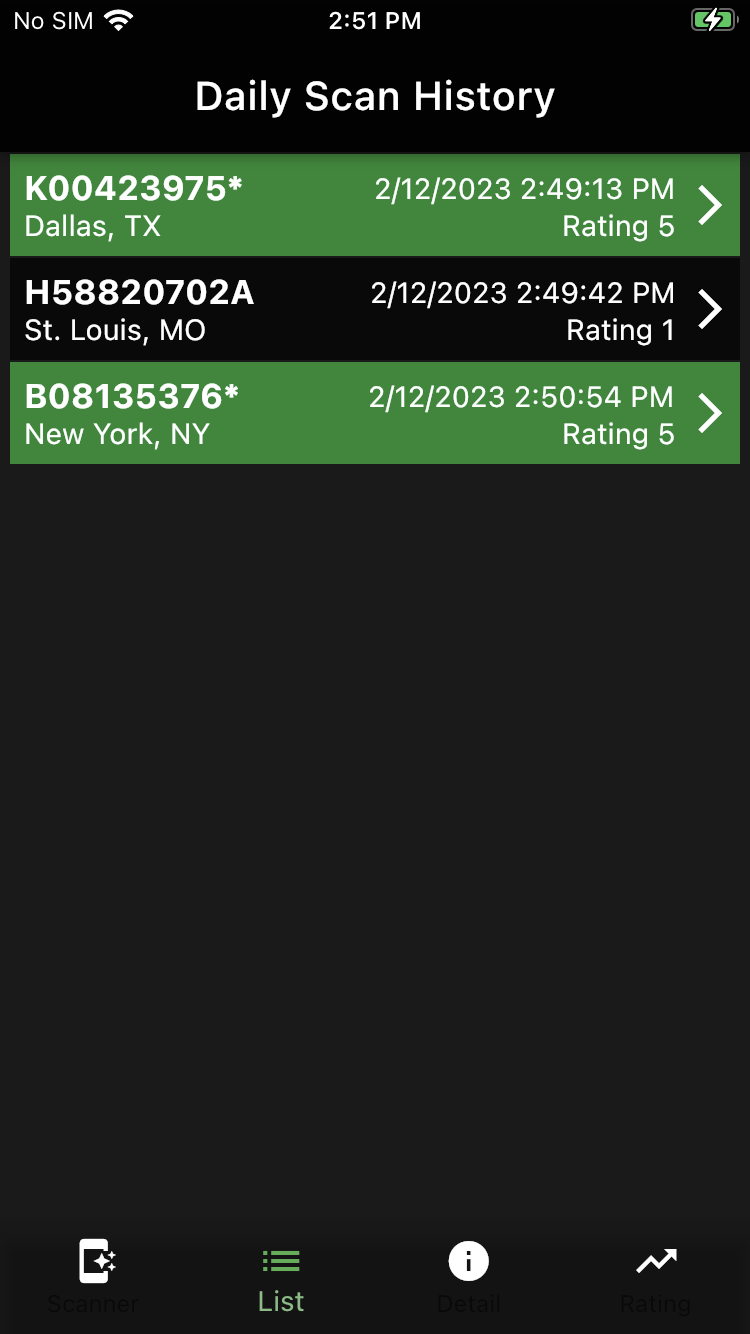 No SIM 2:51 PM
Daily Scan History
K00423975* 2/12/2023 2:49:13 PM
Dallas, TX Rating 5
H58820702A 2/12/2023 2:49:42 PM
St. Louis, MO Rating 1
B08135376* 2/12/2023 2:50:54 PM
New York, NY Rating 5
Scanner List Detail Rating